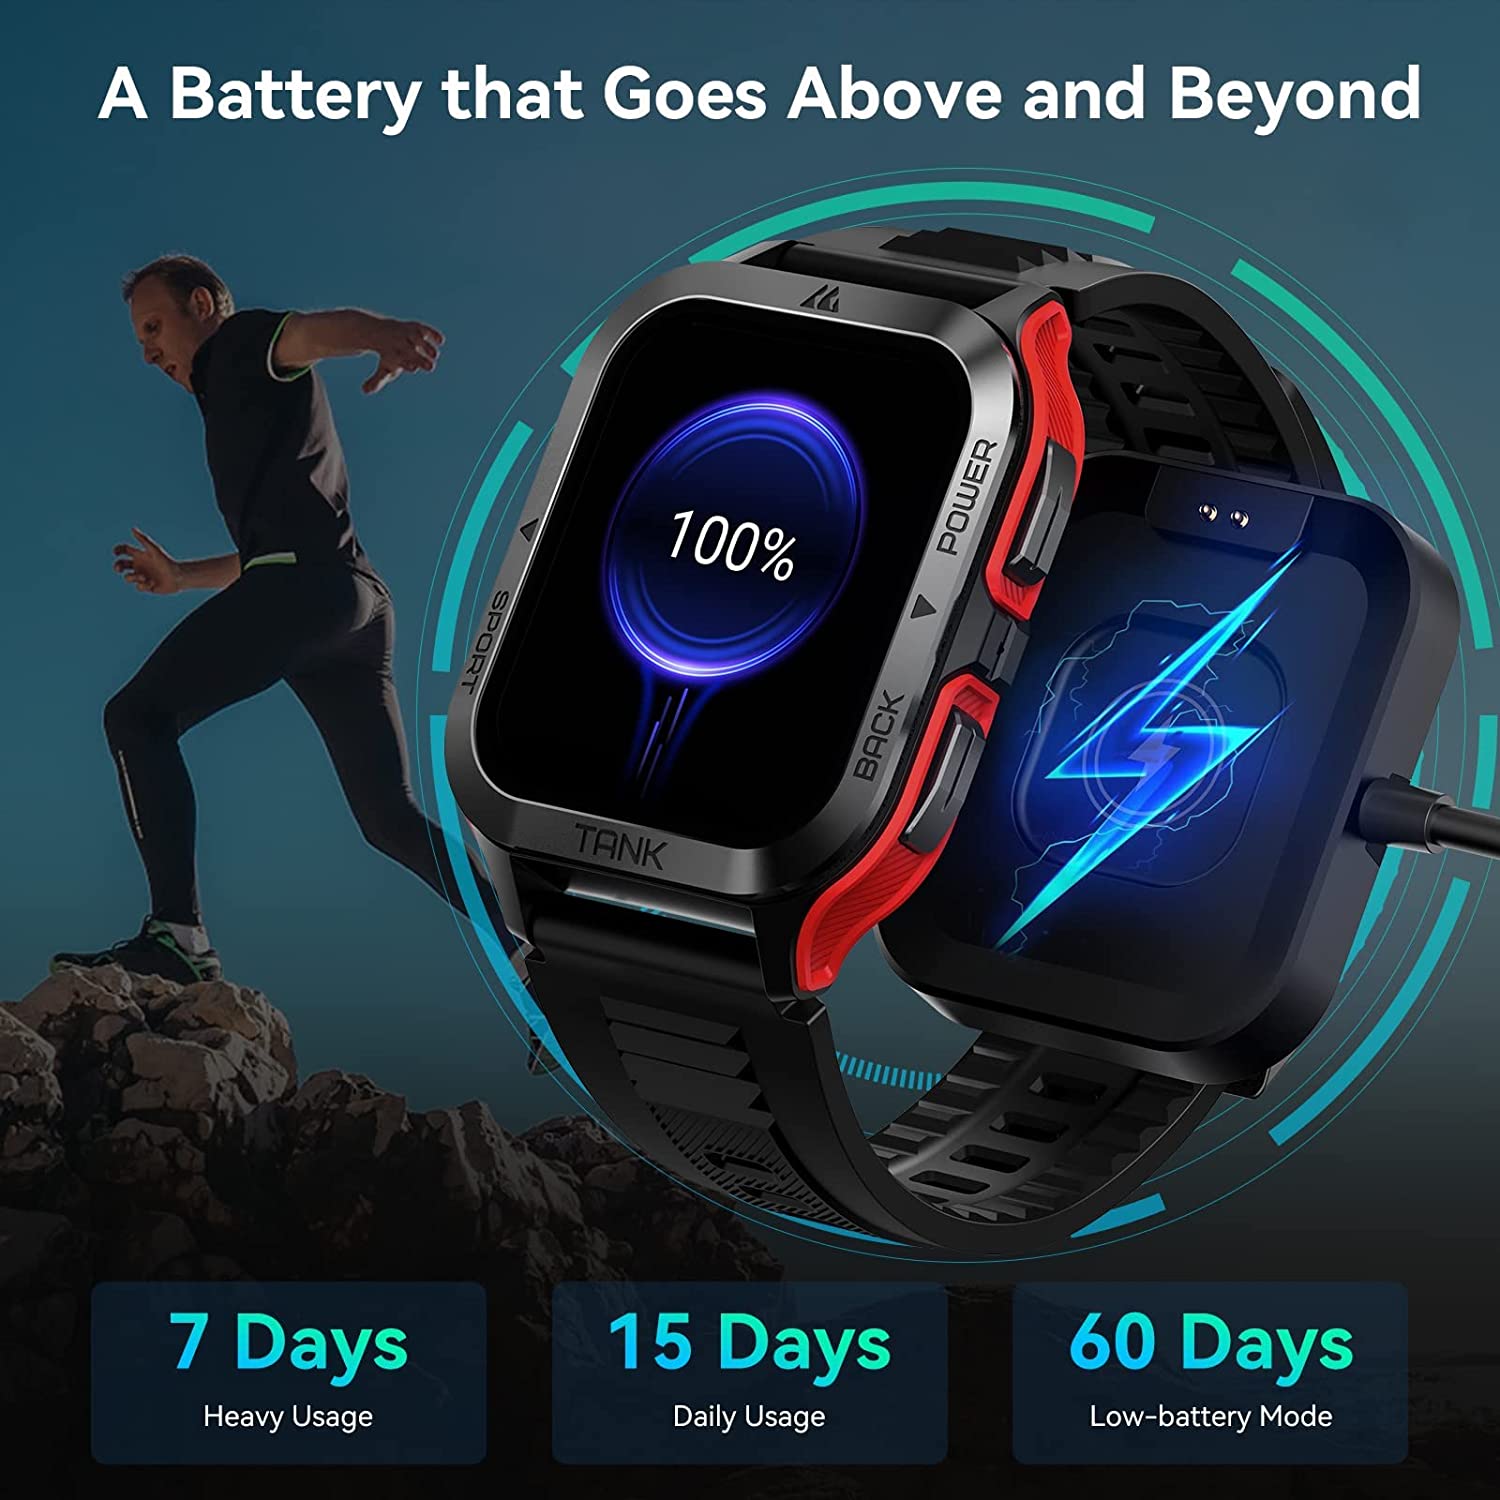 A Battery that Goes Above and Beyond
100%
POWER
SPORT
BACK
TANK
7 Days
Heavy Usage
15 Days
Daily Usage
60 Days
Low-battery Mode